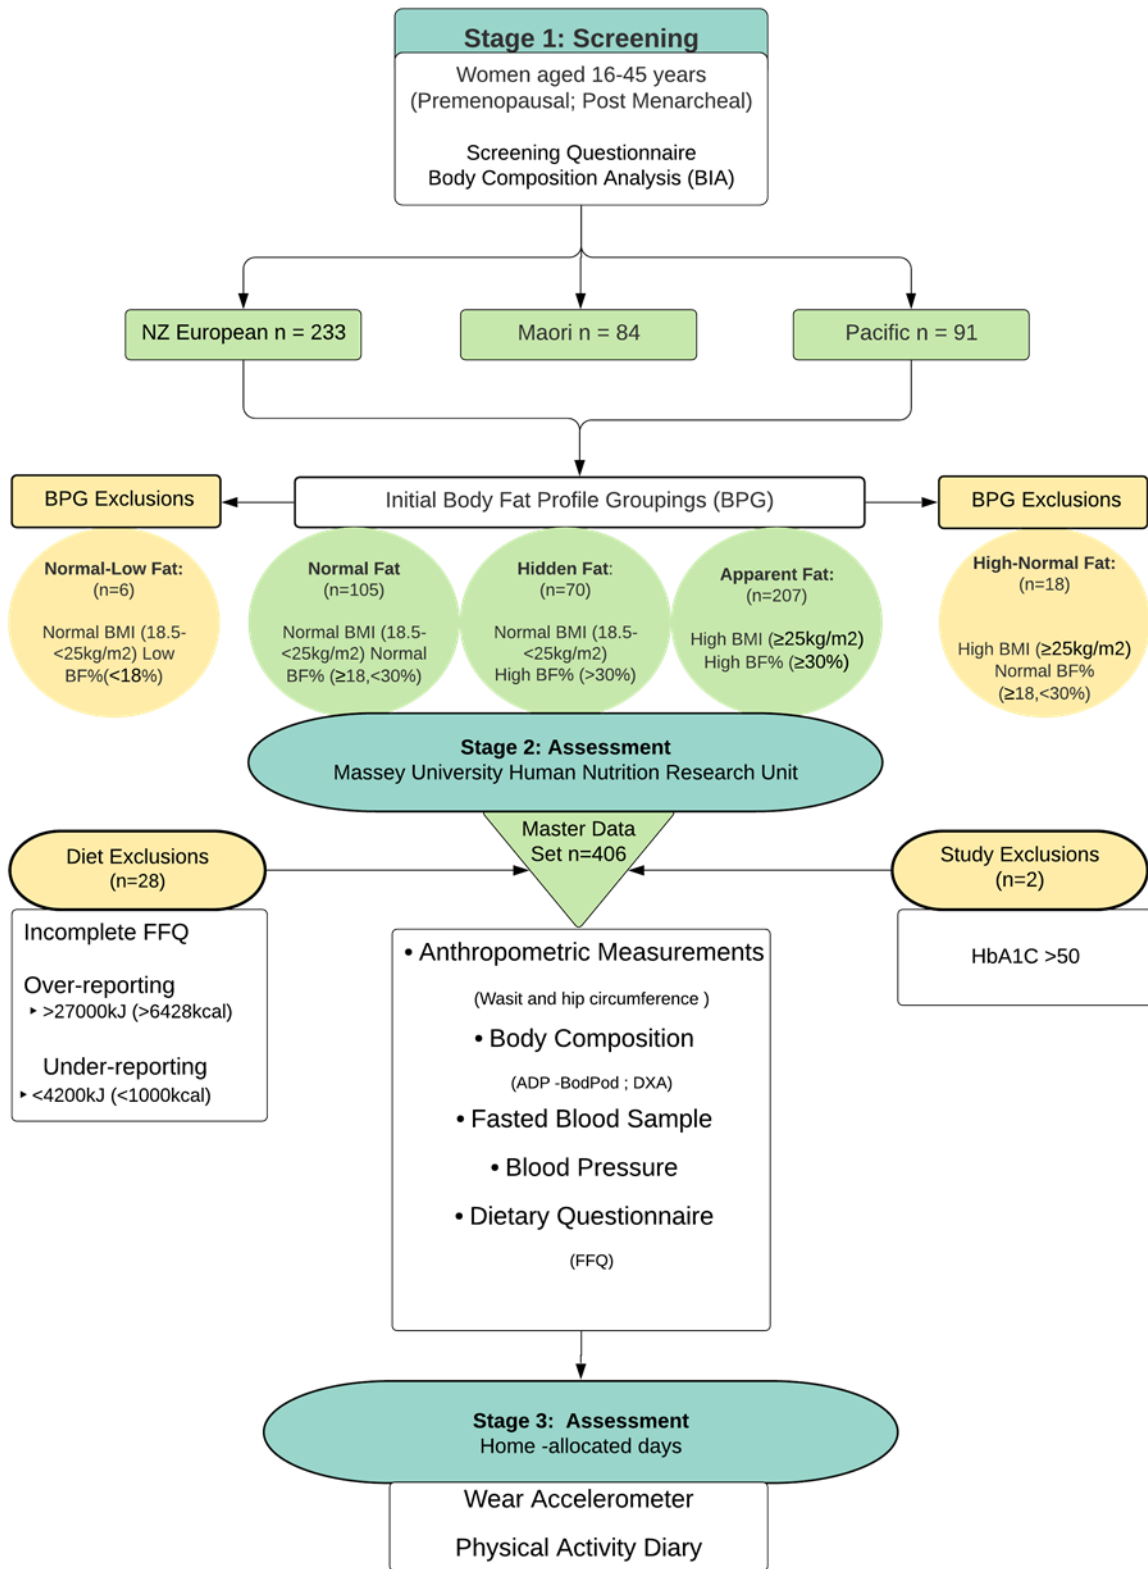 Stage 1: Screening
Women aged 16-45 years
(Premenopausal; Post Menarcheal)
Screening Questionnaire
Body Composition Analysis (BIA)
NZ European n = 233
Maori n = 84
Pacific n = 91
BPG Exclusions
Initial Body Fat Profile Groupings (BPG)
BPG Exclusions
Normal-Low Fat:
(n=6)
Normal BMI (18.5-
<25kg/m2) Low
BF%(<18%)
Normal Fat
(n=105)
Normal BMI (18.5-
<25kg/m2) Normal
BF% (≥18,<30%)
Hidden Fat:
(n=70)
Normal BMI (18.5-
<25kg/m2)
High BF% (>30%)
Apparent Fat:
(n=207)
High BMI (≥25kg/m2)
High BF% (≥30%)
High-Normal Fat:
(n=18)
High BMI (≥25kg/m2)
Normal BF%
(≥18,<30%)
Stage 2: Assessment
Massey University Human Nutrition Research Unit
Master Data
Set n=406
Diet Exclusions
(n=28)
Incomplete FFQ
Over-reporting
‣ >27000kJ (>6428kcal)
Under-reporting
‣ <4200kJ (<1000kcal)
Study Exclusions
(n=2)
HbA1C >50
• Anthropometric Measurements
(Wasit and hip circumference )
• Body Composition
(ADP -BodPod ; DXA)
• Fasted Blood Sample
• Blood Pressure
• Dietary Questionnaire
(FFQ)
Stage 3:  Assessment
Home -allocated days
Wear Accelerometer
Physical Activity Diary